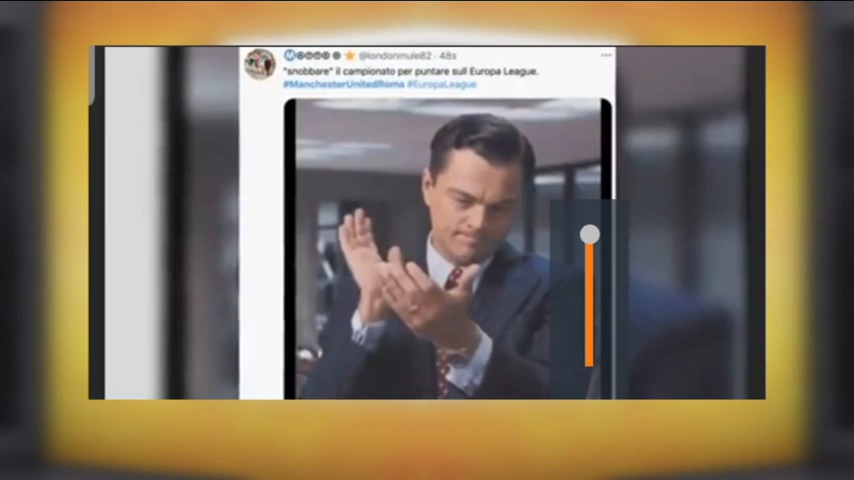 @londonmule82 · 48s
"snobbare" il campionato per puntare sull Europa League.
#ManchesterUnitedRoma #EuropaLeague